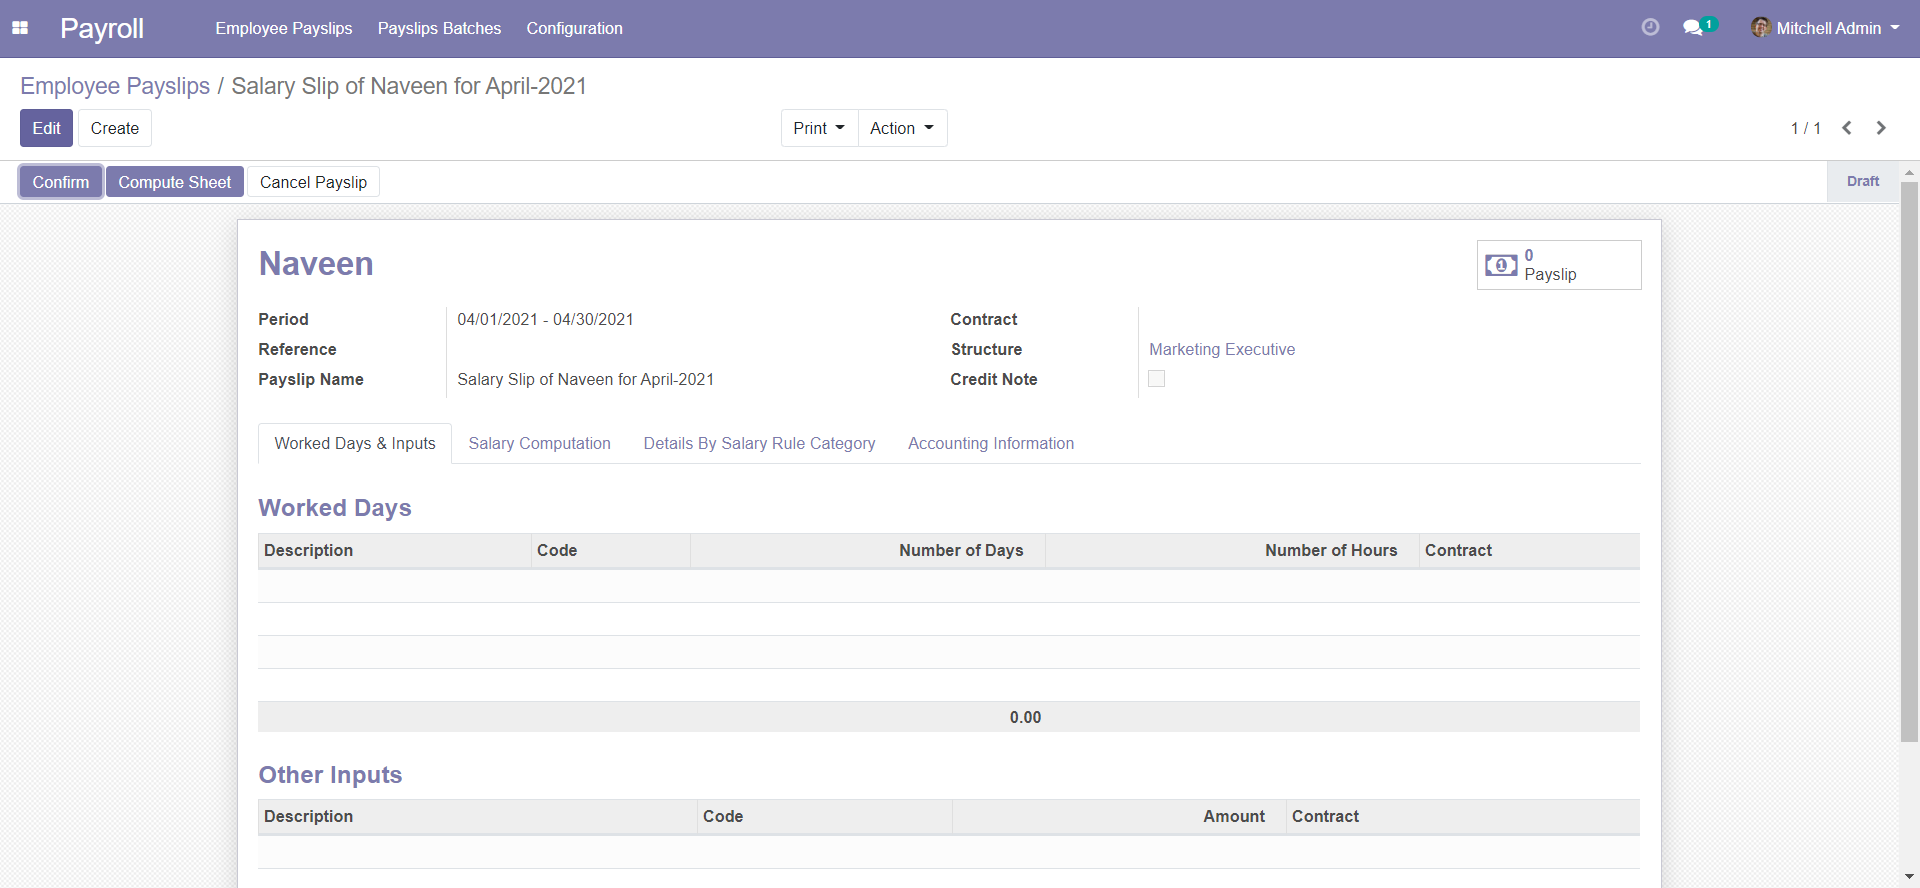 Payroll Employee Payslips Payslips Batches Configuration 1 Mitchell Admin
Employee Payslips / Salary Slip of Naveen for April-2021
Edit Create Print Action 1 / 1
Confirm Compute Sheet Cancel Payslip Draft
Naveen
0
Payslip
Period 04/01/2021 - 04/30/2021 Contract
Reference Structure Marketing Executive
Payslip Name Salary Slip of Naveen for April-2021 Credit Note
Worked Days & Inputs Salary Computation Details By Salary Rule Category Accounting Information
Worked Days
Description Code Number of Days Number of Hours Contract
0.00
Other Inputs
Description Code Amount Contract